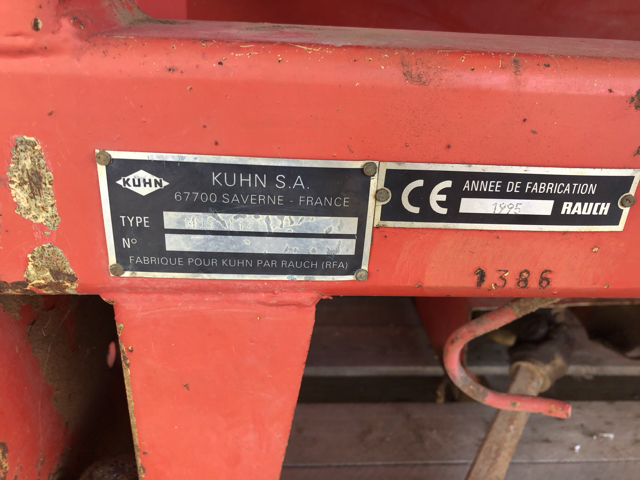 KUHN
KUHN S.A.
67700 SAVERNE - FRANCE
TYPE
N°
FABRIQUE POUR KUHN PAR RAUCH (RFA)
CE
ANNEE DE FABRICATION
1995 RAUCH
1386